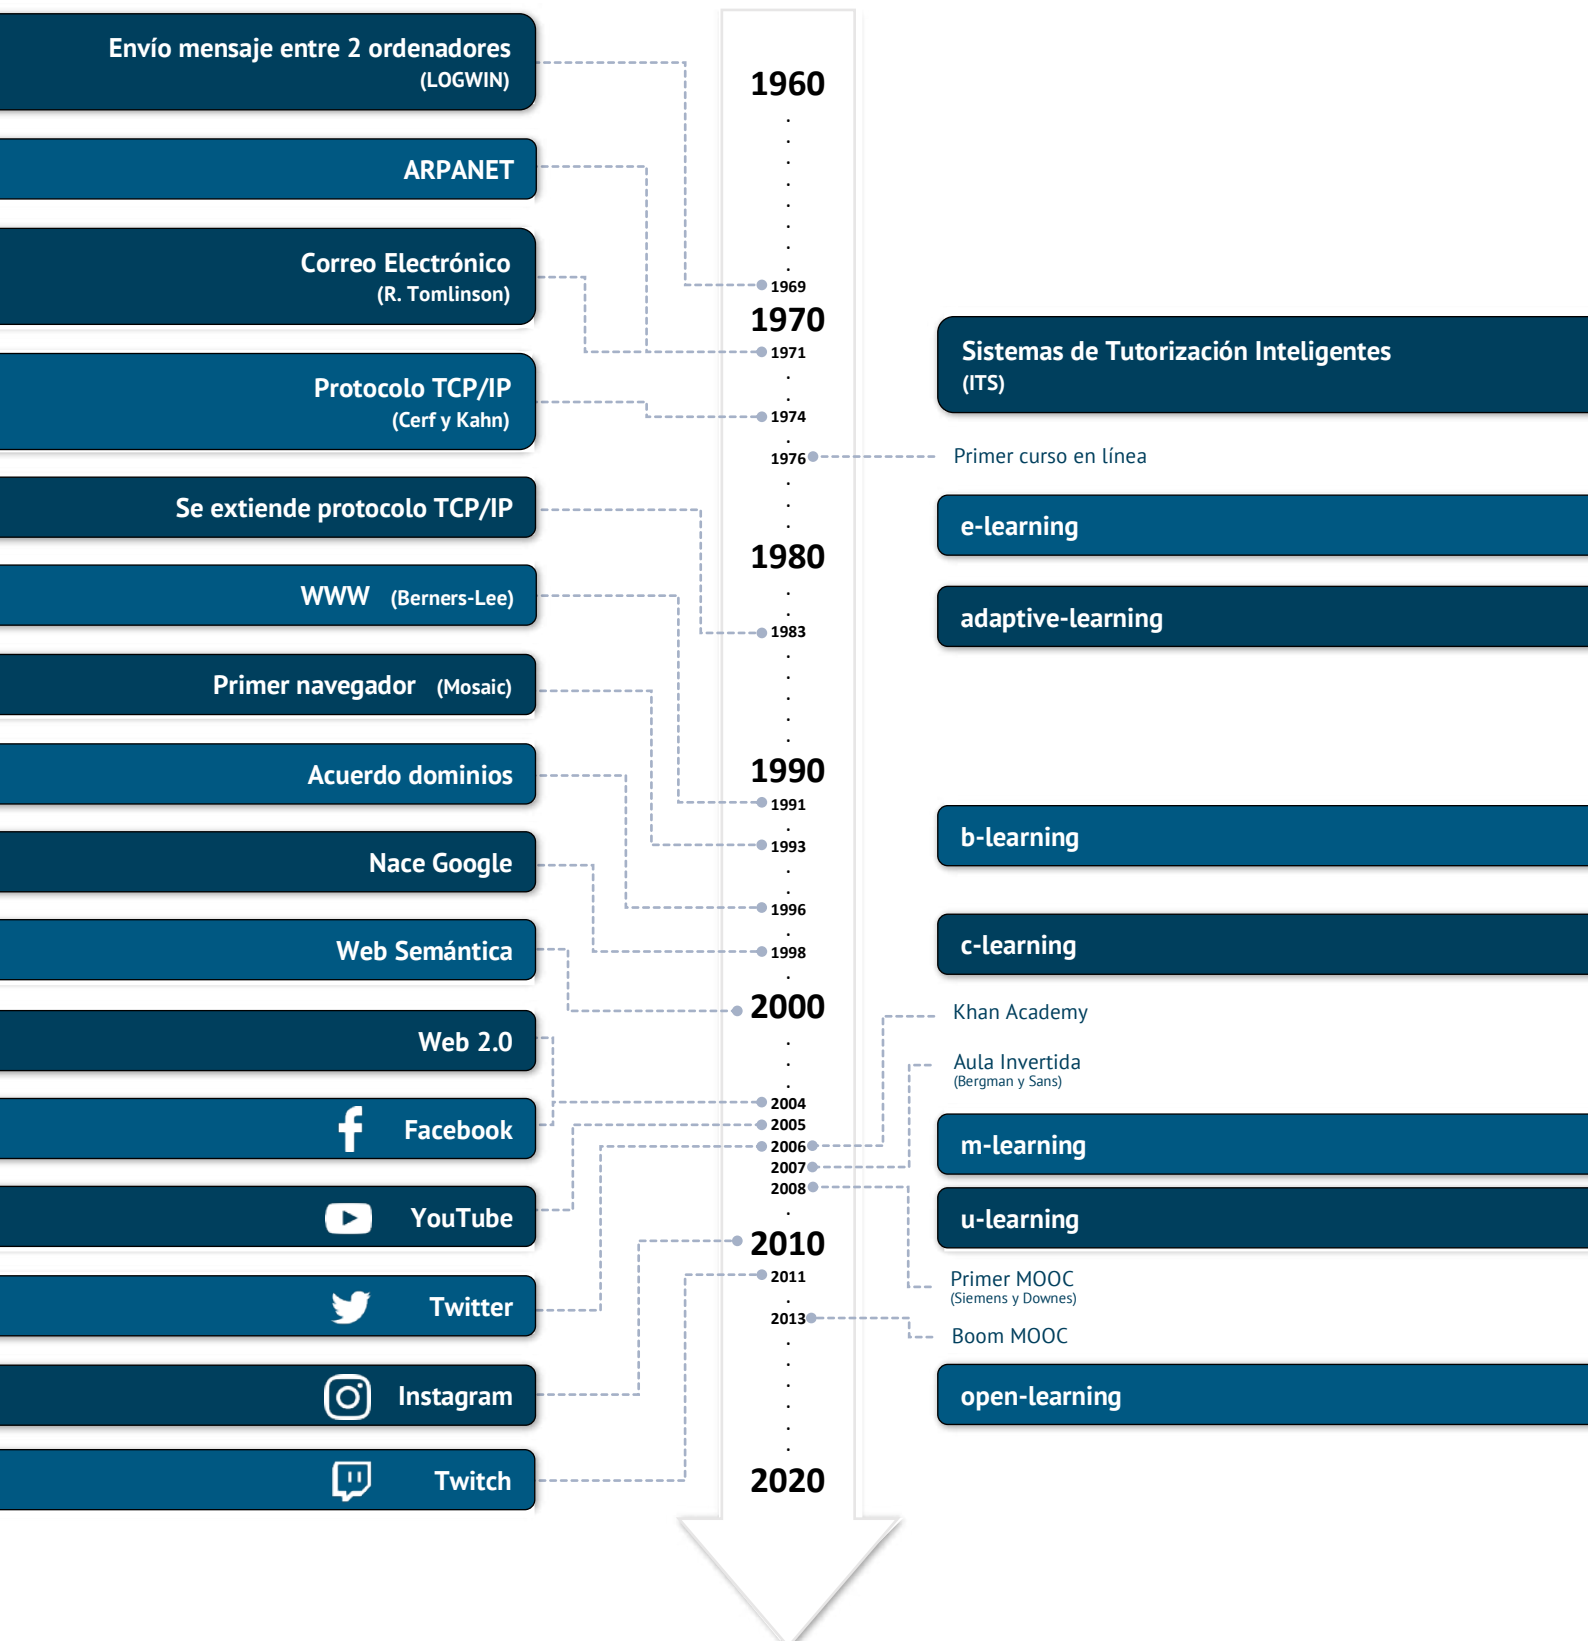 Envío mensaje entre 2 ordenadores
(LOGWIN)
ARPANET
Correo Electrónico
(R. Tomlinson)
Protocolo TCP/IP
(Cerf y Kahn)
Se extiende protocolo TCP/IP
WWW (Berners-Lee)
Primer navegador (Mosaic)
Acuerdo dominios
Nace Google
Web Semántica
Web 2.0
Facebook
YouTube
Twitter
Instagram
Twitch
1960
1969
1970
1971
1974
1976
1980
1983
1990
1991
1993
1996
1998
2000
2004
2005
2006
2007
2008
2010
2011
2013
2020
Sistemas de Tutorización Inteligentes
(ITS)
Primer curso en línea
e-learning
adaptive-learning
b-learning
c-learning
Khan Academy
Aula Invertida
(Bergman y Sans)
m-learning
u-learning
Primer MOOC
(Siemens y Downes)
Boom MOOC
open-learning